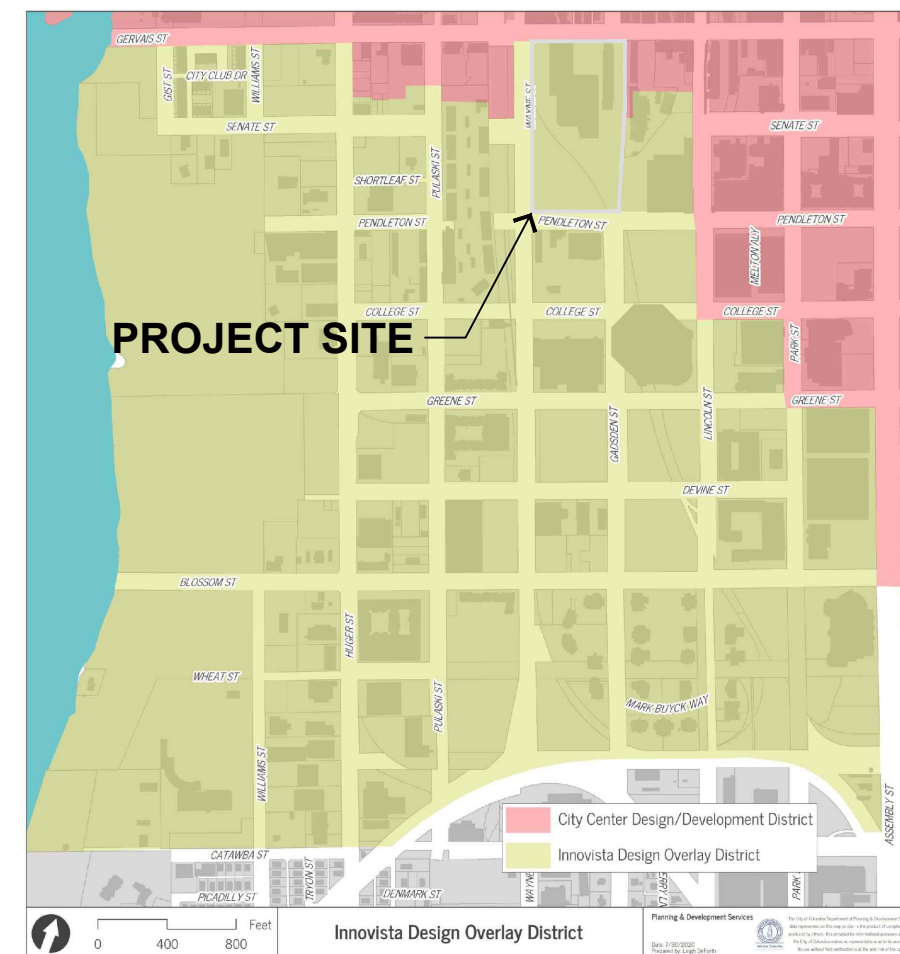 GERVAIS ST
GIST ST
CITY CLUB DR
WILLIAMS ST
SENATE ST
WAYNE ST
SENATE ST
SHORTLEAF ST
PULASKI ST
PENDLETON ST
PENDLETON ST
PENDLETON ST
MELTON ALY
COLLEGE ST
COLLEGE ST
COLLEGE ST
PROJECT SITE
PARK ST
GREENE ST
GREENE ST
LINCOLN ST
GADSDEN ST
DEVINE ST
BLOSSOM ST
HUGER ST
WHEAT ST
PULASKI ST
MARK BUYCK WAY
WILLIAMS ST
ASSEMBLY ST
City Center Design/Development District
Innovista Design Overlay District
CATAWBA ST
TRYON ST
PICADILLY ST
DENMARK ST
WAYNE
PARK
Feet
0 400 800
Innovista Design Overlay District
Planning & Development Services
Date: 7/30/2020
Prepared by: Leigh DeForth